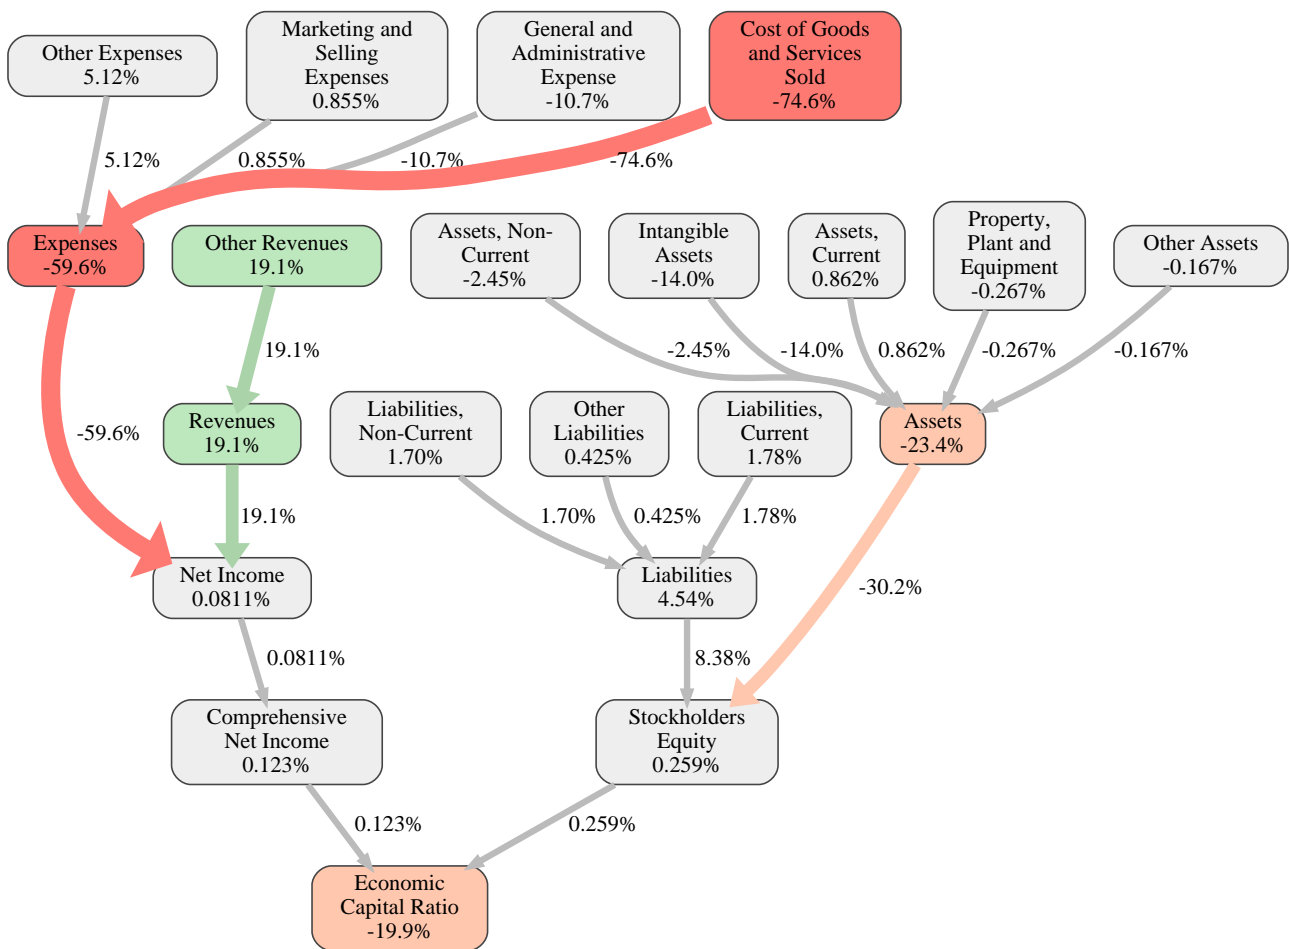 Other Expenses
5.12%
Marketing and
Selling
Expenses
0.855%
General and
Administrative
Expense
-10.7%
Cost of Goods
and Services
Sold
-74.6%
5.12%
0.855%
-10.7%
-74.6%
Expenses
-59.6%
Other Revenues
19.1%
Assets, Non-
Current
-2.45%
Intangible
Assets
-14.0%
Assets,
Current
0.862%
Property,
Plant and
Equipment
-0.267%
Other Assets
-0.167%
19.1%
-2.45%
-14.0%
0.862%
-0.267%
-0.167%
-59.6%
Revenues
19.1%
Liabilities,
Non-Current
1.70%
Other
Liabilities
0.425%
Liabilities,
Current
1.78%
Assets
-23.4%
19.1%
1.70%
0.425%
1.78%
-30.2%
Net Income
0.0811%
Liabilities
4.54%
0.0811%
8.38%
Comprehensive
Net Income
0.123%
Stockholders
Equity
0.259%
0.123%
0.259%
Economic
Capital Ratio
-19.9%